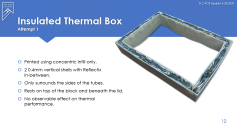 Insulated Thermal Box
Attempt 1
Printed using concentric infill only.
2 0.4mm vertical shells with Reflectix
in-between.
Only surrounds the sides of the tubes.
Rests on top of the block and beneath the lid.
No observable effect on thermal
performance.